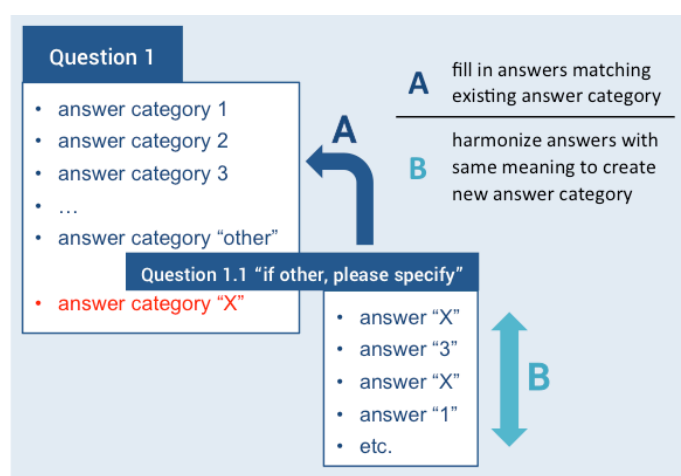 Question 1
• answer category 1
• answer category 2
• answer category 3
• ...
• answer category “other”
• answer category “X”
A
Question 1.1 “if other, please specify”
• answer “X”
• answer “3”
• answer “X”
• answer “1”
• etc.
B
A
fill in answers matching
existing answer category
B
harmonize answers with
same meaning to create
new answer category